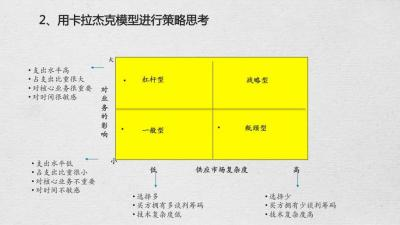 2、用卡拉杰克模型进行策略思考
大
• 支出水平高
• 占支出比重很大
• 对核心业务很重要
• 对时间很敏感
• 杠杆型
• 战略型
对业务的影响
• 一般型
• 瓶颈型
• 支出水平低
• 占支出比重很小
• 对核心业务不重要
• 对时间不敏感
小
低
供应市场复杂度
高
• 选择多
• 买方拥有多谈判筹码
• 技术复杂度低
• 选择少
• 买方拥有少谈判筹码
• 技术复杂度高